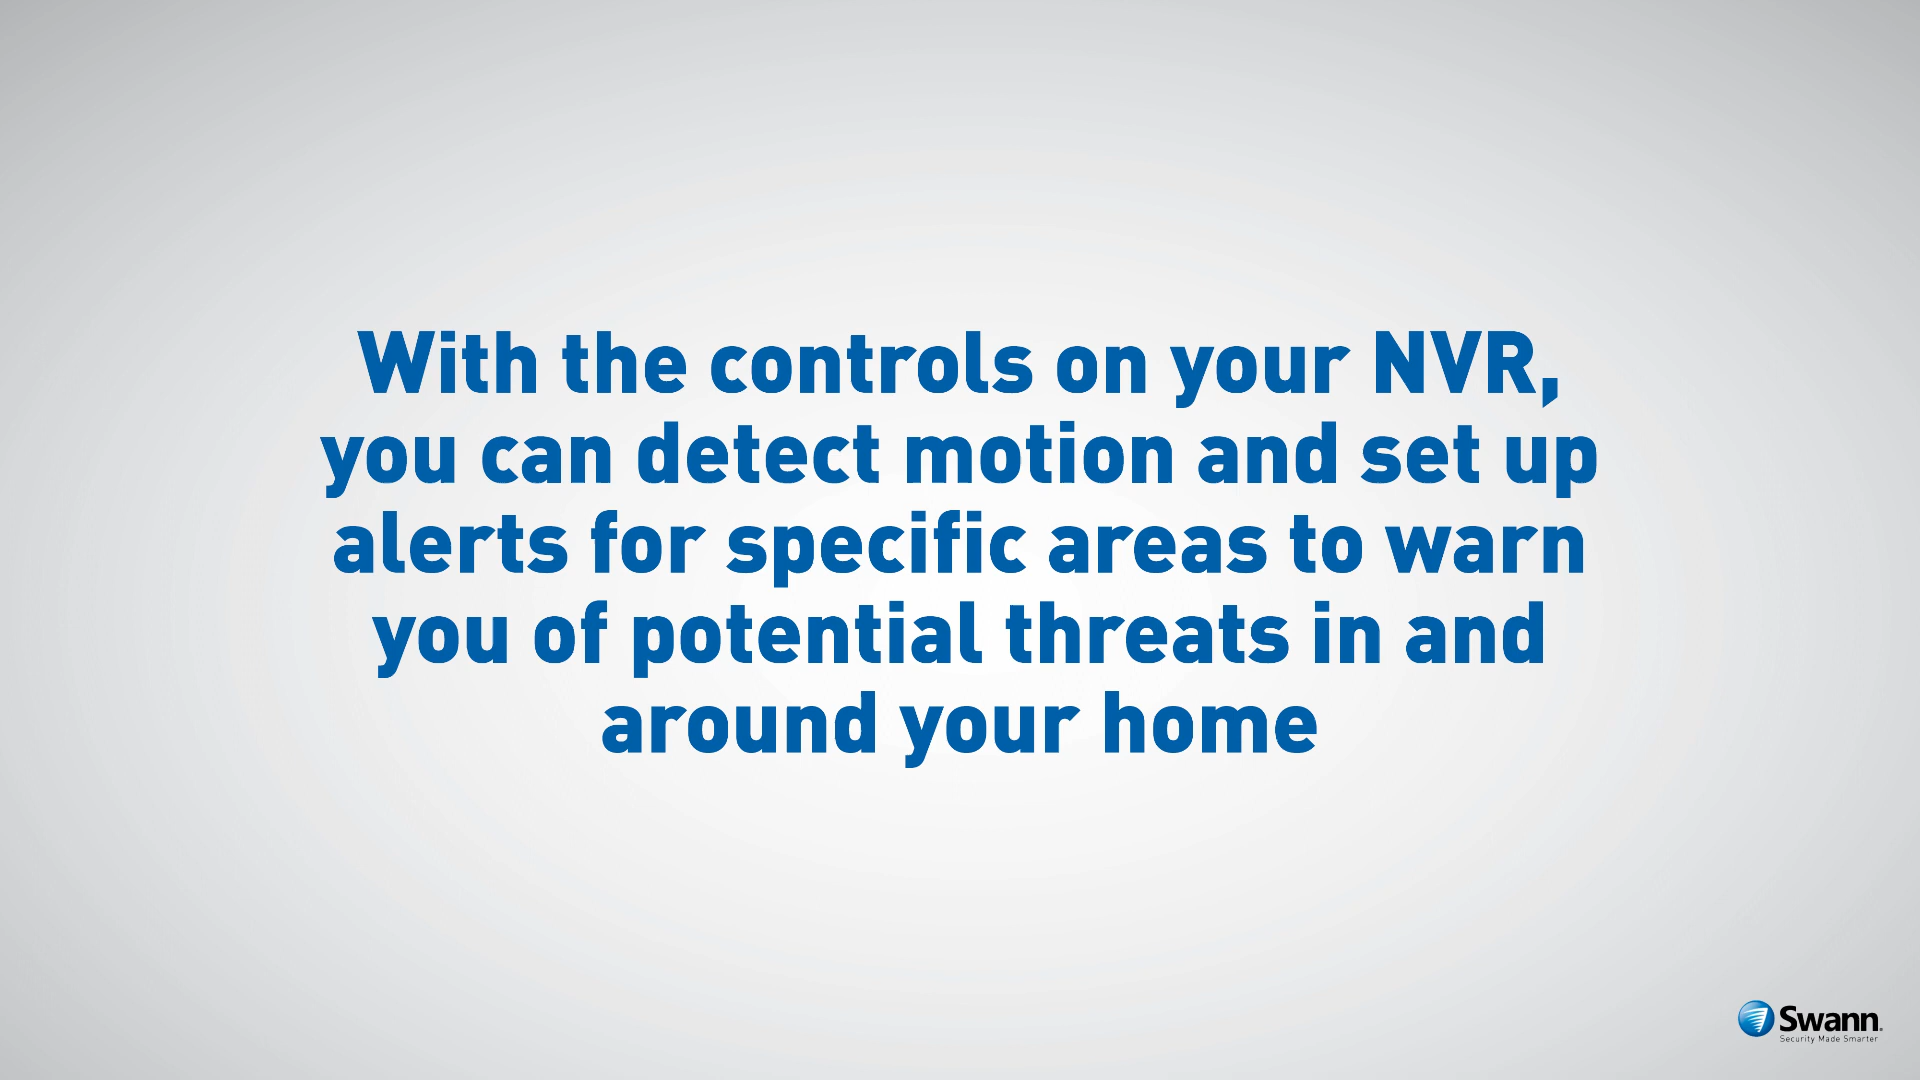 With the controls on your NVR,
you can detect motion and set up
alerts for specific areas to warn
you of potential threats in and
around your home
Swann.
Security Made Smarter